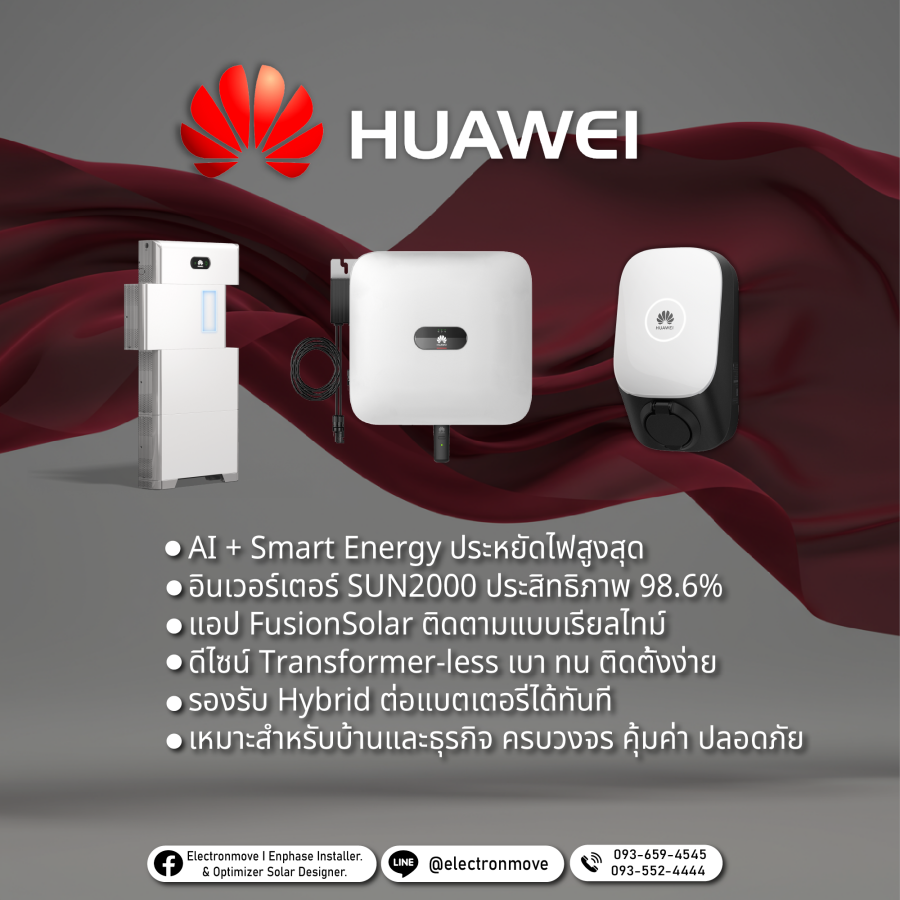 HUAWEI
HUAWEI
● AI + Smart Energy ประหยัดไฟสูงสุด
● อินเวอร์เตอร์ SUN2000 ประสิทธิภาพ 98.6%
● แอป FusionSolar ติดตามแบบเรียลไทม์
● ดีไซน์ Transformer-less เบา ทน ติดตั้งง่าย
● รองรับ Hybrid ต่อแบตเตอรี่ได้ทันที
● เหมาะสำหรับบ้านและธุรกิจ ครบวงจร คุ้มค่า ปลอดภัย
Electronmove I Enphase Installer.
& Optimizer Solar Designer.
LINE @electronmove
093-659-4545
093-552-4444